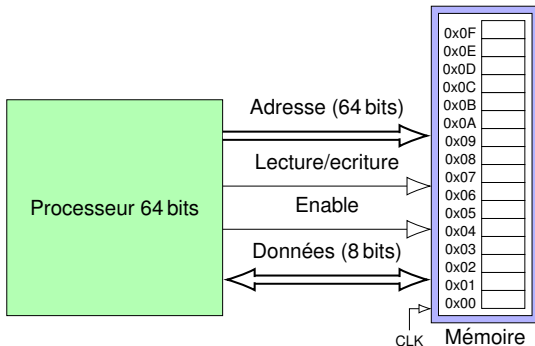 Processeur 64 bits
Adresse (64 bits)
Lecture/ecriture
Enable
Données (8 bits)
0x0F
0x0E
0x0D
0x0C
0x0B
0x0A
0x09
0x08
0x07
0x06
0x05
0x04
0x03
0x02
0x01
0x00
CLK
Mémoire